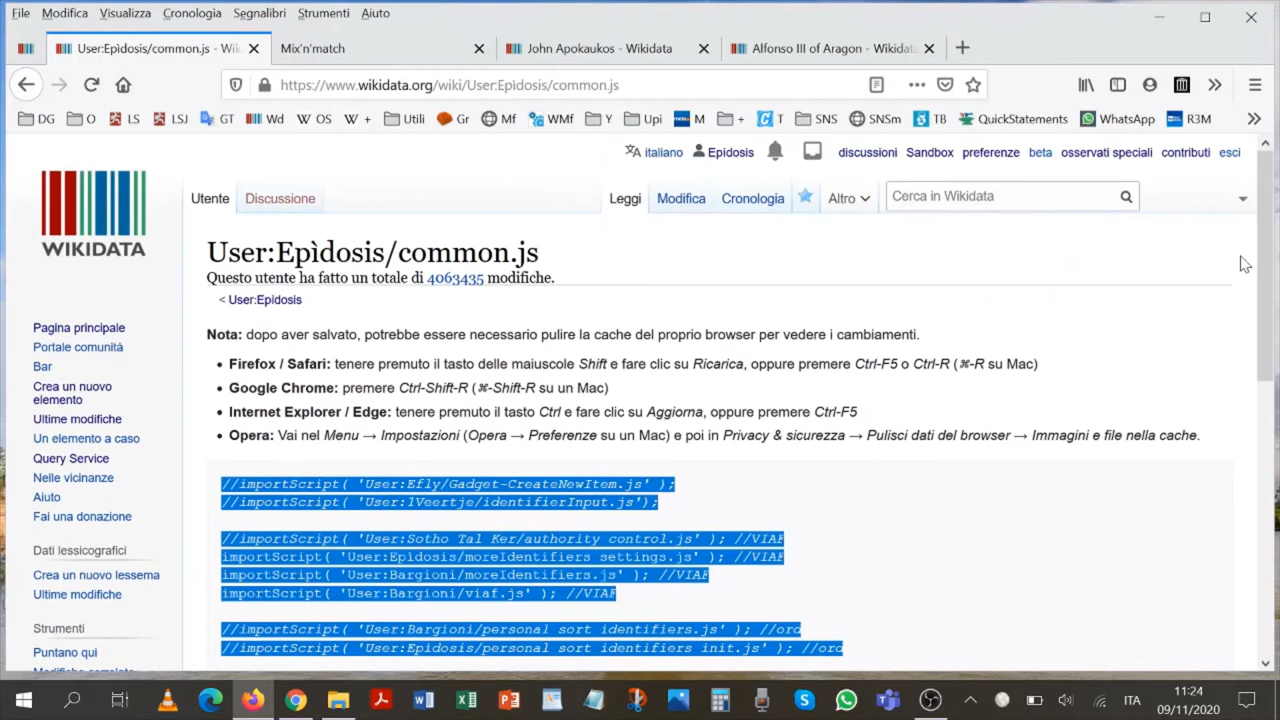 File Modifica Visualizza Cronologia Segnalibri Strumenti Aiuto
User:Epìdosis/common.js - Wik
Mix'n'match
John Apokaukos - Wikidata
Alfonso III of Aragon - Wikidat
https://www.wikidata.org/wiki/User:Epìdosis/common.js
DG O LS LSJ GT Wd OS + Utili Gr Mf WMf Y Upi M + T SNS SNSm TB QuickStatements WhatsApp R3M
italiano Epìdosis discussioni Sandbox preferenze beta osservati speciali contributi esci
WIKIDATA
Utente Discussione Leggi Modifica Cronologia Altro Cerca in Wikidata
User:Epìdosis/common.js
Questo utente ha fatto un totale di 4063435 modifiche.
< User:Epìdosis
Nota: dopo aver salvato, potrebbe essere necessario pulire la cache del proprio browser per vedere i cambiamenti.
• Firefox / Safari: tenere premuto il tasto delle maiuscole Shift e fare clic su Ricarica, oppure premere Ctrl-F5 o Ctrl-R (⌘-R su Mac)
• Google Chrome: premere Ctrl-Shift-R (⌘-Shift-R su un Mac)
• Internet Explorer / Edge: tenere premuto il tasto Ctrl e fare clic su Aggiorna, oppure premere Ctrl-F5
• Opera: Vai nel Menu → Impostazioni (Opera → Preferenze su un Mac) e poi in Privacy & sicurezza → Pulisci dati del browser → Immagini e file nella cache.
//importScript( 'User:Efly/Gadget-CreateNewItem.js' );
//importScript( 'User:1Veertje/identifierInput.js');
//importScript( 'User:Sotho Tal Ker/authority control.js' ); //VIAF
importScript( 'User:Epìdosis/moreIdentifiers settings.js' ); //VIAF
importScript( 'User:Bargioni/moreIdentifiers.js' ); //VIAF
importScript( 'User:Bargioni/viaf.js' ); //VIAF
//importScript( 'User:Bargioni/personal sort identifiers.js' ); //ord
//importScript( 'User:Epìdosis/personal sort identifiers init.js' ); //ord
Pagina principale
Portale comunità
Bar
Crea un nuovo
elemento
Ultime modifiche
Un elemento a caso
Query Service
Nelle vicinanze
Aiuto
Fai una donazione
Dati lessicografici
Crea un nuovo lessema
Ultime modifiche
Strumenti
Puntano qui
ITA
11:24
09/11/2020